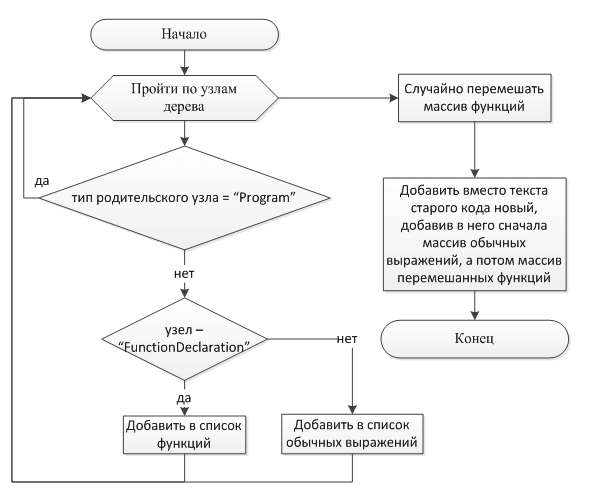 Начало
Пройти по узлам
дерева
да
тип родительского узла = “Program”
нет
узел –
“FunctionDeclaration”
нет
да
Добавить в список
функций
Добавить в список
обычных выражений
Случайно перемешать
массив функций
Добавить вместо текста
старого кода новый,
добавив в него сначала
массив обычных
выражений, а потом массив
перемешанных функций
Конец